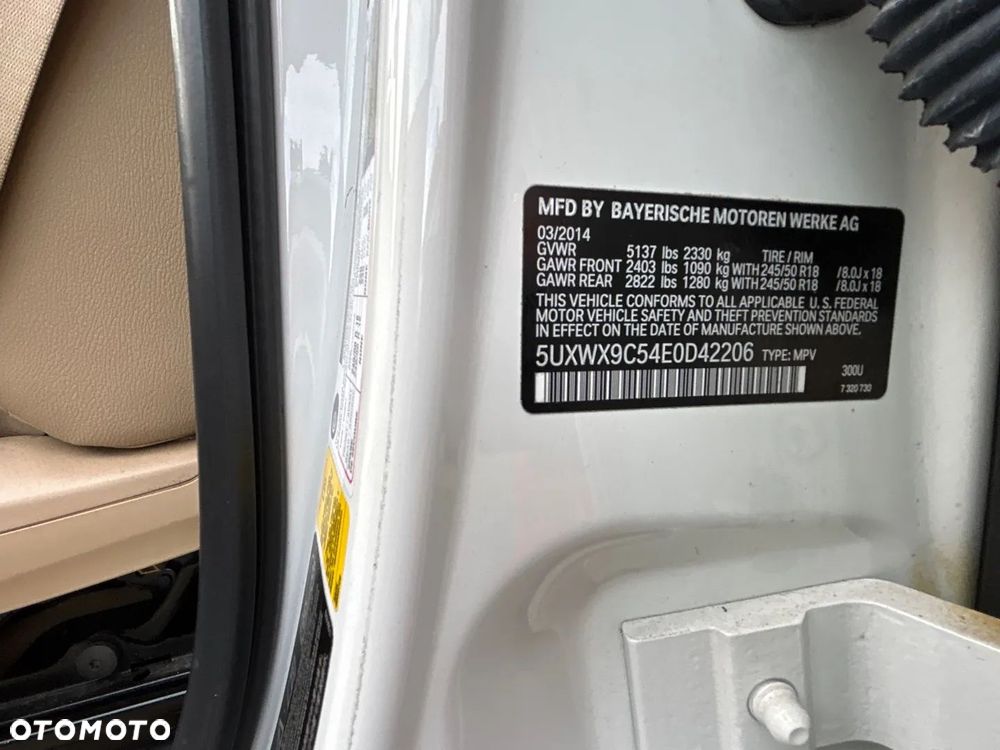 MFD BY BAYERISCHE MOTOREN WERKE AG
03/2014
GVWR 5137 lbs 2330 kg TIRE / RIM
GAWR FRONT 2403 lbs 1090 kg WITH 245/50 R18 /8.0J x 18
GAWR REAR 2822 lbs 1280 kg WITH 245/50 R18 /8.0J x 18
THIS VEHICLE CONFORMS TO ALL APPLICABLE U.S. FEDERAL
MOTOR VEHICLE SAFETY AND THEFT PREVENTION STANDARDS
IN EFFECT ON THE DATE OF MANUFACTURE SHOWN ABOVE.
5UXWX9C54E0D42206 TYPE: MPV
300U
7 320 730
OTOMOTO